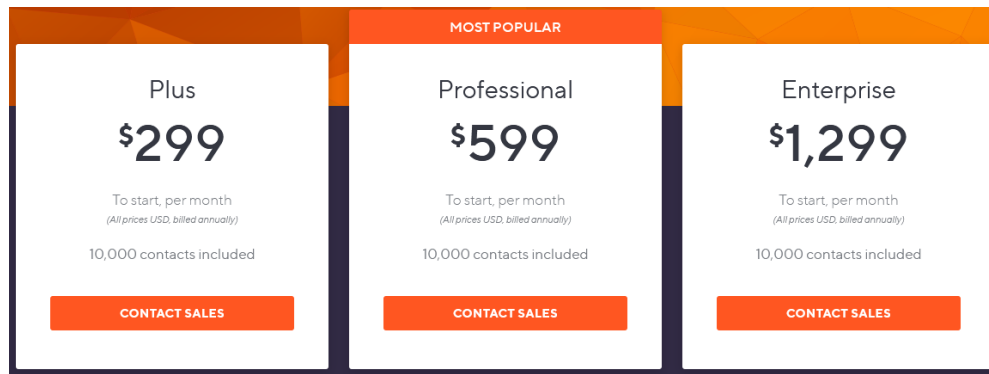 MOST POPULAR
Plus
$299
To start, per month
(All prices USD, billed annually)
10,000 contacts included
CONTACT SALES
Professional
$599
To start, per month
(All prices USD, billed annually)
10,000 contacts included
CONTACT SALES
Enterprise
$1,299
To start, per month
(All prices USD, billed annually)
10,000 contacts included
CONTACT SALES